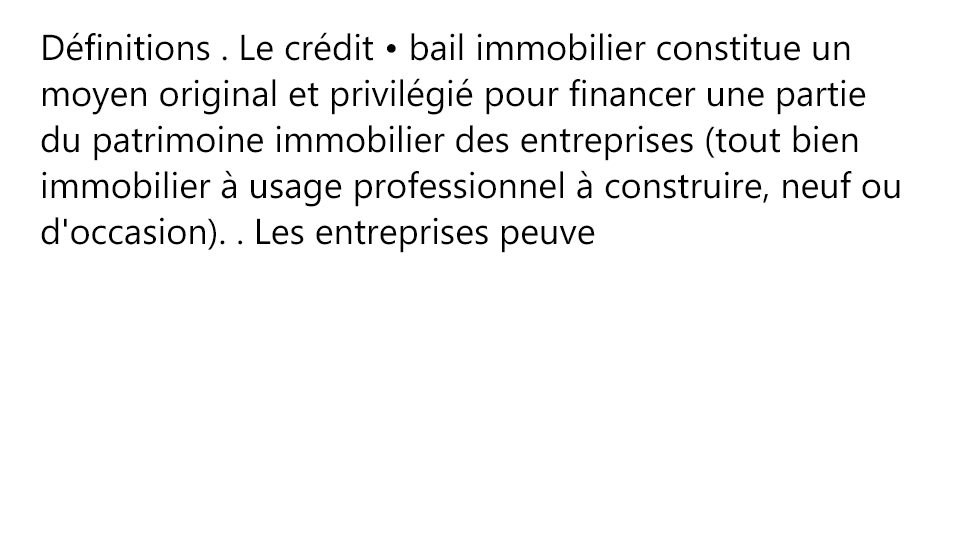 Définitions . Le crédit • bail immobilier constitue un
moyen original et privilégié pour financer une partie
du patrimoine immobilier des entreprises (tout bien
immobilier à usage professionnel à construire, neuf ou
d'occasion). . Les entreprises peuve